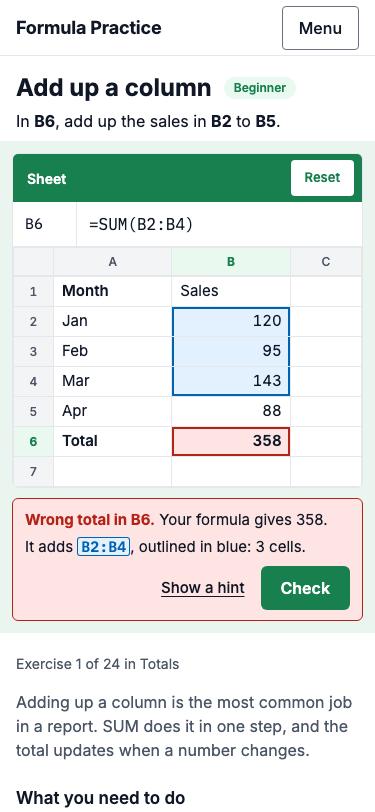 Formula Practice
Menu
Add up a column
Beginner
In B6, add up the sales in B2 to B5.
Sheet
Reset
B6
=SUM(B2:B4)
A B C
1 Month Sales
2 Jan 120
3 Feb 95
4 Mar 143
5 Apr 88
6 Total 358
7
Wrong total in B6. Your formula gives 358.
It adds B2:B4, outlined in blue: 3 cells.
Show a hint
Check
Exercise 1 of 24 in Totals
Adding up a column is the most common job
in a report. SUM does it in one step, and the
total updates when a number changes.
What you need to do